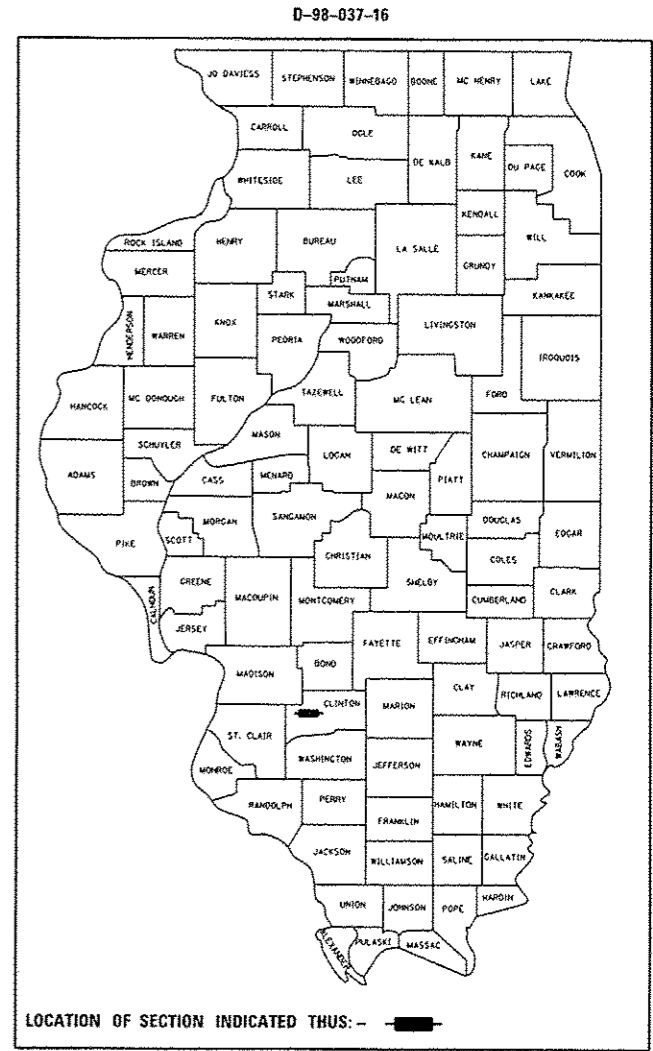 D-98-037-16
JO DAVIESS STEPHENSON WINNEBAGO BOONE MC HENRY LAKE
CARROLL OGLE
DE KALB KANE DU PAGE COOK
WHITESIDE LEE
KENDALL
ROCK ISLAND HENRY BUREAU LA SALLE WILL
MERCER PUTNAM GRUNDY
STARK MARSHALL KANKAKEE
HENDERSON WARREN KNOX PEORIA WOODFORD LIVINGSTON IROQUOIS
HANCOCK MC DONOUGH FULTON TAZEWELL MC LEAN FORD
MASON
SCHUYLER LOGAN DE WITT CHAMPAIGN VERMILION
ADAMS BROWN CASS MENARD MACON PIATT
PIKE SCOTT MORGAN SANGAMON MOULTRIE DOUGLAS EDGAR
CHRISTIAN COLES
CALHOUN GREENE MACOUPIN MONTGOMERY SHELBY CUMBERLAND CLARK
JERSEY
FAYETTE EFFINGHAM JASPER CRAWFORD
MADISON BOND
CLAY RICHLAND LAWRENCE
CLINTON MARION
ST. CLAIR WAYNE EDWARDS WABASH
MONROE WASHINGTON JEFFERSON
RANDOLPH PERRY HAMILTON WHITE
FRANKLIN
JACKSON WILLIAMSON SALINE GALLATIN
UNION JOHNSON POPE HARDIN
ALEXANDER PULASKI MASSAC
LOCATION OF SECTION INDICATED THUS: -